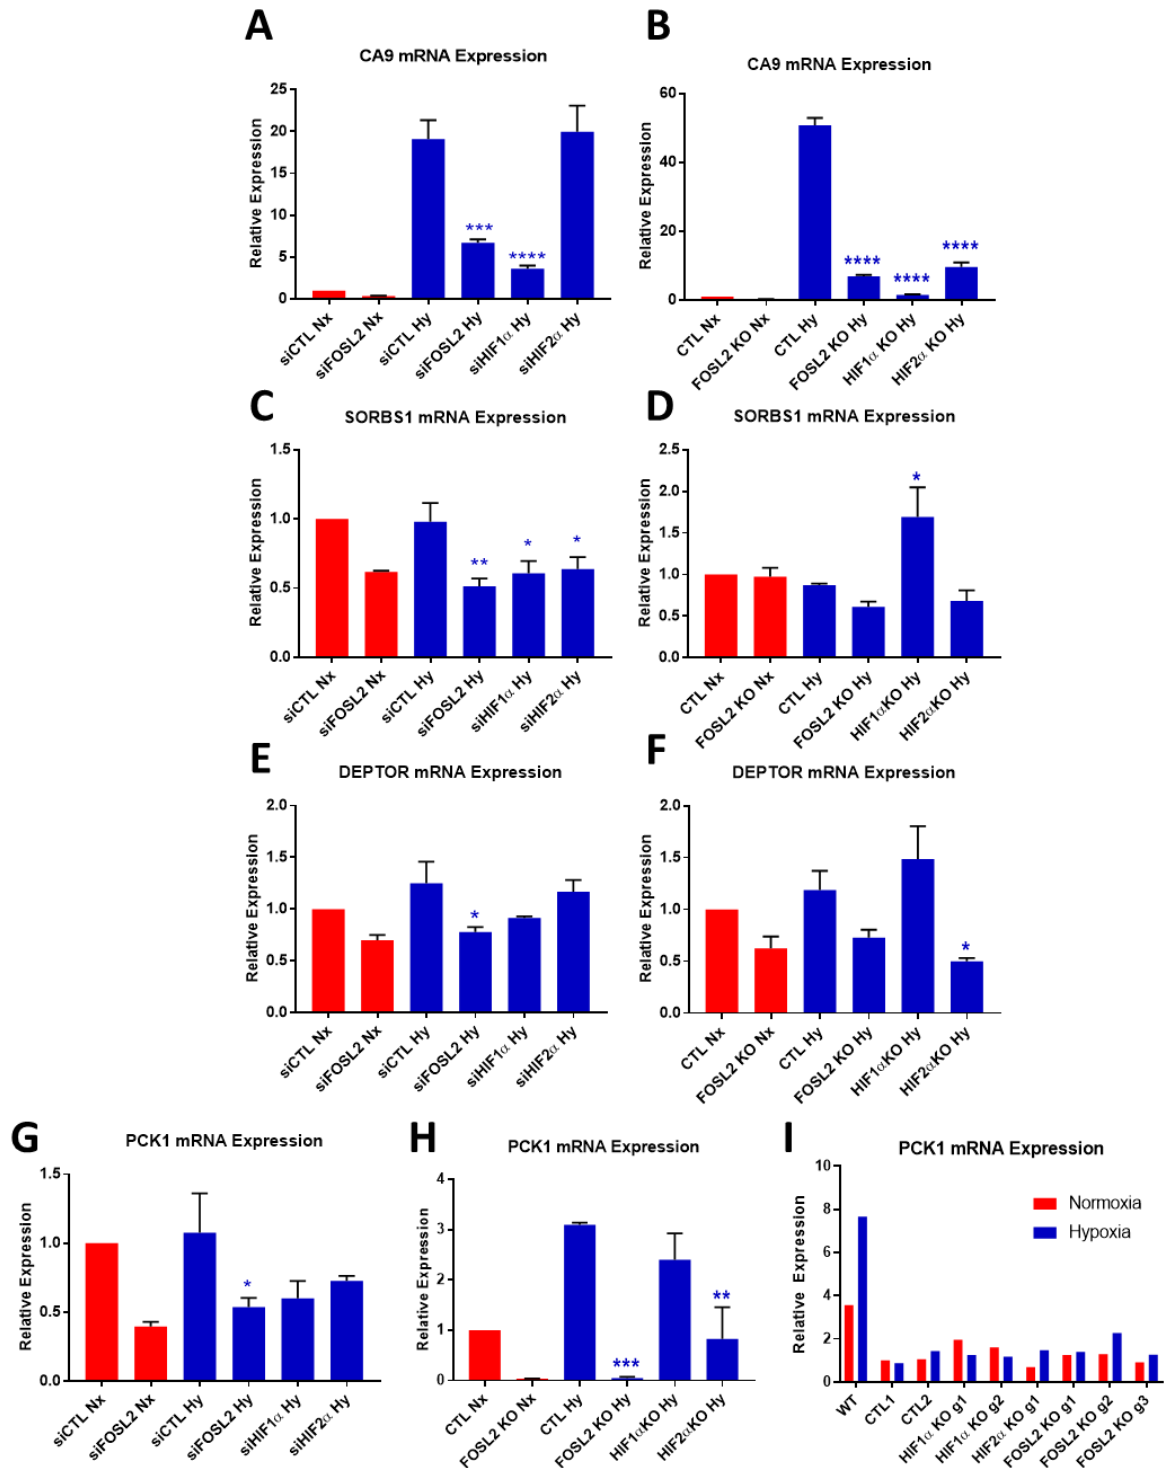 A
CA9 mRNA Expression
Relative Expression
25
20
15
10
5
0
***
****
siCTL Nx
siFOSL2 Nx
siCTL Hy
siFOSL2 Hy
siHIF1α Hy
siHIF2α Hy
B
CA9 mRNA Expression
Relative Expression
60
40
20
0
****
****
****
CTL Nx
FOSL2 KO Nx
CTL Hy
FOSL2 KO Hy
HIF1α KO Hy
HIF2α KO Hy
C
SORBS1 mRNA Expression
Relative Expression
1.5
1.0
0.5
0.0
**
*
*
siCTL Nx
siFOSL2 Nx
siCTL Hy
siFOSL2 Hy
siHIF1α Hy
siHIF2α Hy
D
SORBS1 mRNA Expression
Relative Expression
2.5
2.0
1.5
1.0
0.5
0.0
*
CTL Nx
FOSL2 KO Nx
CTL Hy
FOSL2 KO Hy
HIF1αKO Hy
HIF2αKO Hy
E
DEPTOR mRNA Expression
Relative Expression
2.0
1.5
1.0
0.5
0.0
*
siCTL Nx
siFOSL2 Nx
siCTL Hy
siFOSL2 Hy
siHIF1α Hy
siHIF2α Hy
F
DEPTOR mRNA Expression
Relative Expression
2.0
1.5
1.0
0.5
0.0
*
CTL Nx
FOSL2 KO Nx
CTL Hy
FOSL2 KO Hy
HIF1αKO Hy
HIF2αKO Hy
G
PCK1 mRNA Expression
Relative Expression
1.5
1.0
0.5
0.0
*
siCTL Nx
siFOSL2 Nx
siCTL Hy
siFOSL2 Hy
siHIF1α Hy
siHIF2α Hy
H
PCK1 mRNA Expression
Relative Expression
4
3
2
1
0
***
**
CTL Nx
FOSL2 KO Nx
CTL Hy
FOSL2 KO Hy
HIF1αKO Hy
HIF2αKO Hy
I
PCK1 mRNA Expression
Relative Expression
10
8
6
4
2
0
Normoxia
Hypoxia
WT
CTL1
CTL2
HIF1α KO g1
HIF1α KO g2
HIF2α KO g1
FOSL2 KO g1
FOSL2 KO g2
FOSL2 KO g3